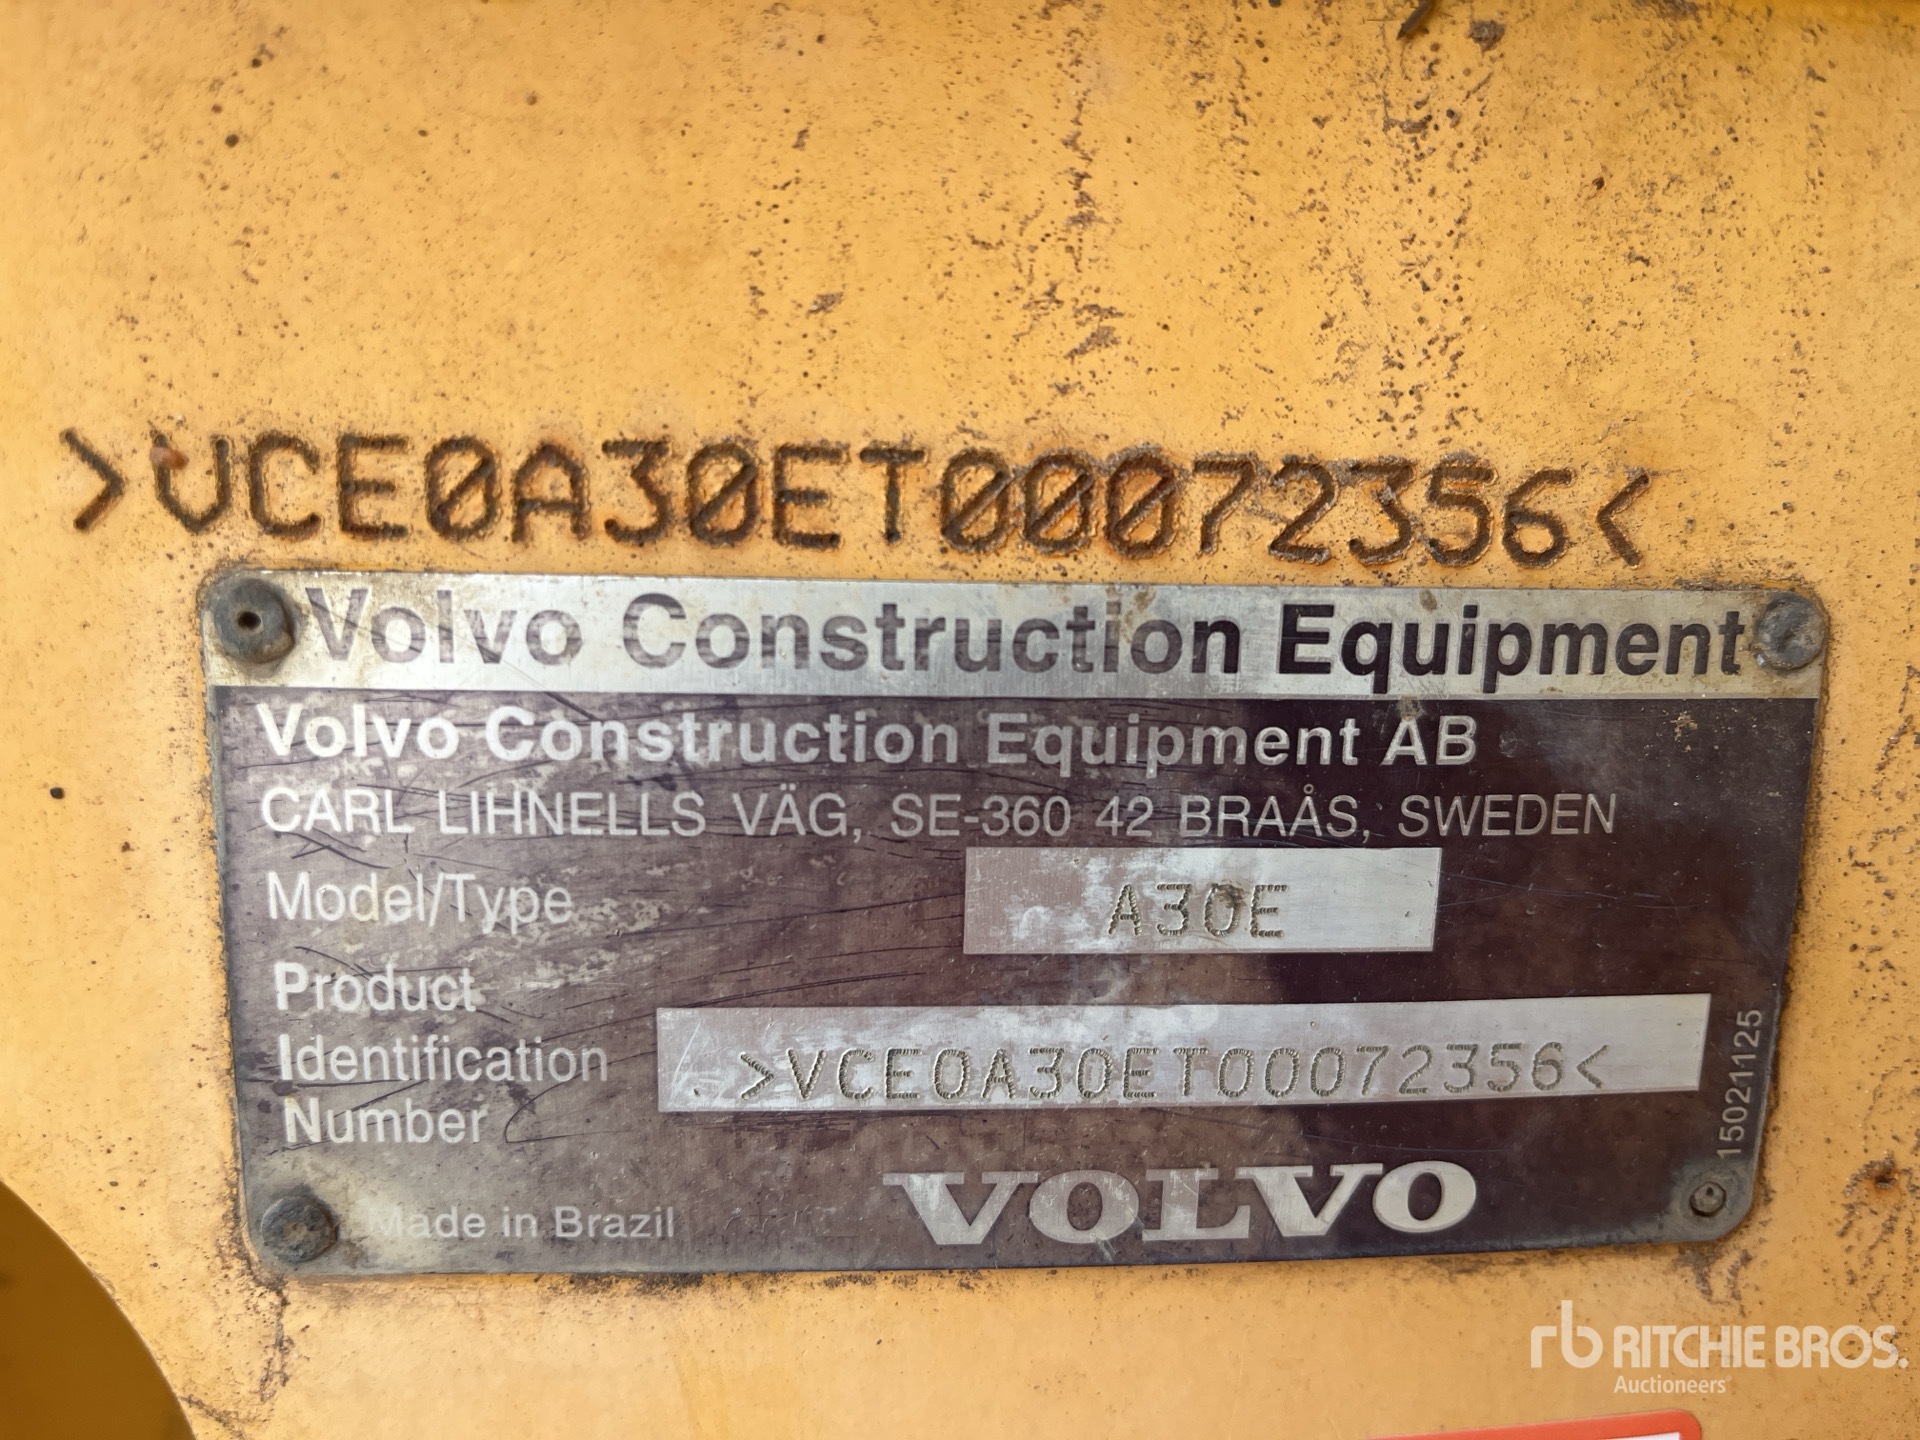 >VCE0A30ET00072356<
Volvo Construction Equipment
Volvo Construction Equipment AB
CARL LIHNELLS VÄG, SE-360 42 BRAÅS, SWEDEN
Model/Type A30E
Product
Identification >VCE0A30ET00072356<
Number
15021125
Made in Brazil VOLVO
rb RITCHIE BROS.
Auctioneers